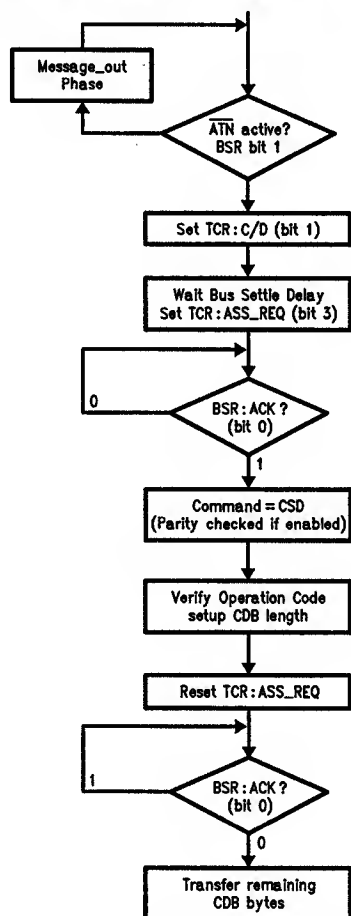 Message_out
Phase
ATN active?
BSR bit 1
Set TCR:C/D (bit 1)
Wait Bus Settle Delay
Set TCR:ASS_REQ (bit 3)
BSR:ACK?
(bit 0)
0
1
Command=CSD
(Parity checked if enabled)
Verify Operation Code
setup CDB length
Reset TCR:ASS_REQ
BSR:ACK?
(bit 0)
1
0
Transfer remaining
CDB bytes